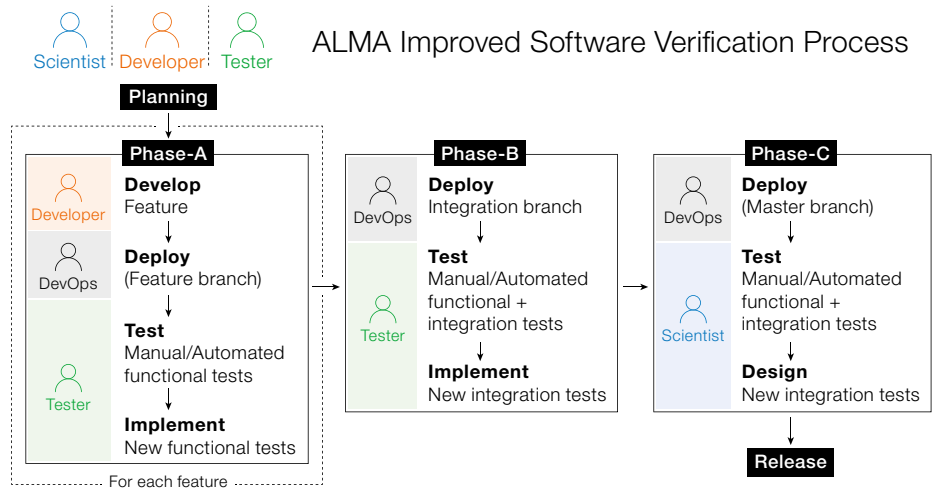 ALMA Improved Software Verification Process
Scientist
Developer
Tester
Planning
Phase-A
Developer
Develop
Feature
DevOps
Deploy
(Feature branch)
Tester
Test
Manual/Automated
functional tests
Implement
New functional tests
For each feature
Phase-B
DevOps
Deploy
Integration branch
Tester
Test
Manual/Automated
functional +
integration tests
Implement
New integration tests
Phase-C
DevOps
Deploy
(Master branch)
Scientist
Test
Manual/Automated
functional +
integration tests
Design
New integration tests
Release